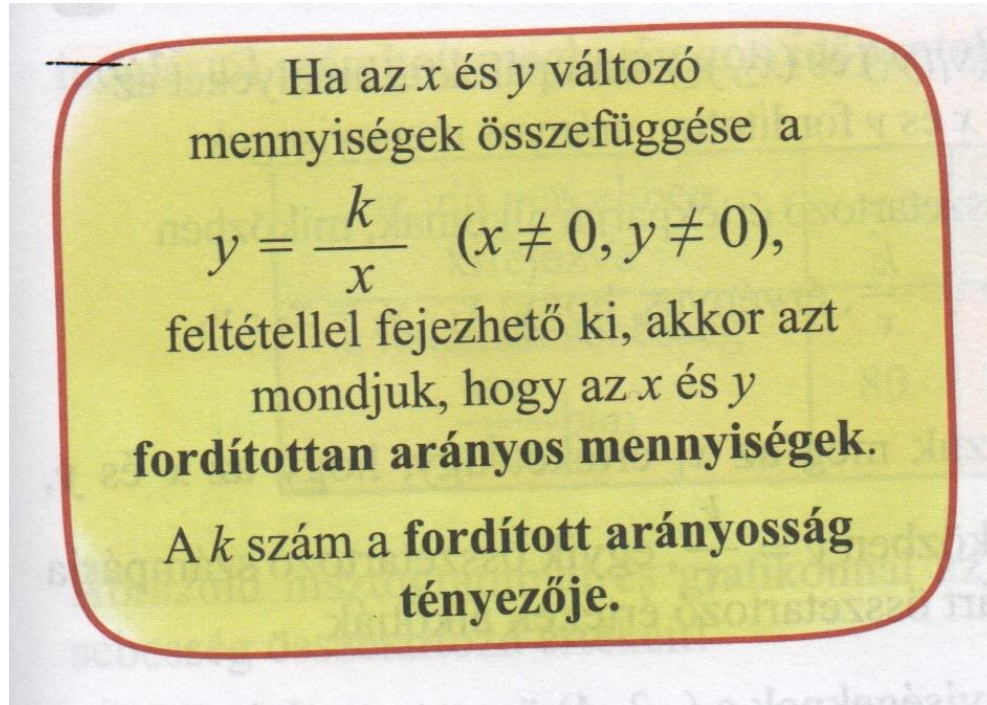 Ha az x és y változó
mennyiségek összefüggése a
y = k/x (x ≠ 0, y ≠ 0),
feltétellel fejezhető ki, akkor azt
mondjuk, hogy az x és y
fordítottan arányos mennyiségek.
A k szám a fordított arányosság
tényezője.